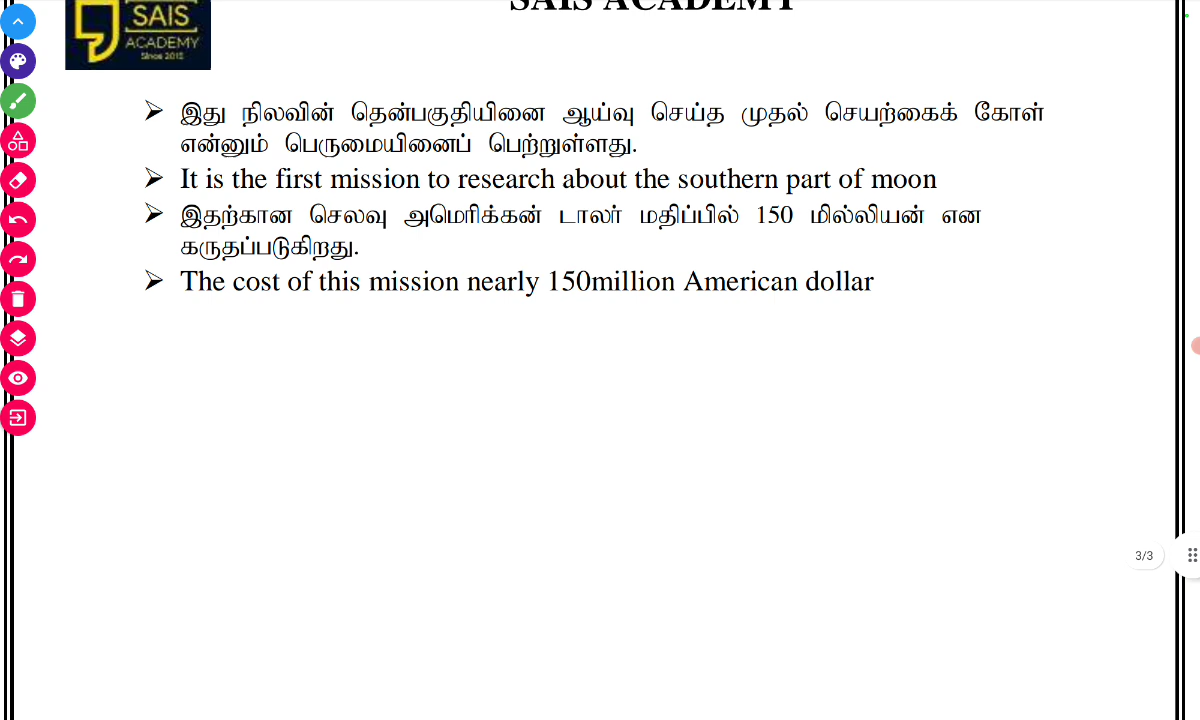 SAIS ACADEMY
SAIS
ACADEMY
Since 2015
➢ இது நிலவின் தென்பகுதியினை ஆய்வு செய்த முதல் செயற்கைக் கோள்
என்னும் பெருமையினைப் பெற்றுள்ளது.
➢ It is the first mission to research about the southern part of moon
➢ இதற்கான செலவு அமெரிக்கன் டாலர் மதிப்பில் 150 மில்லியன் என
கருதப்படுகிறது.
➢ The cost of this mission nearly 150million American dollar
3/3